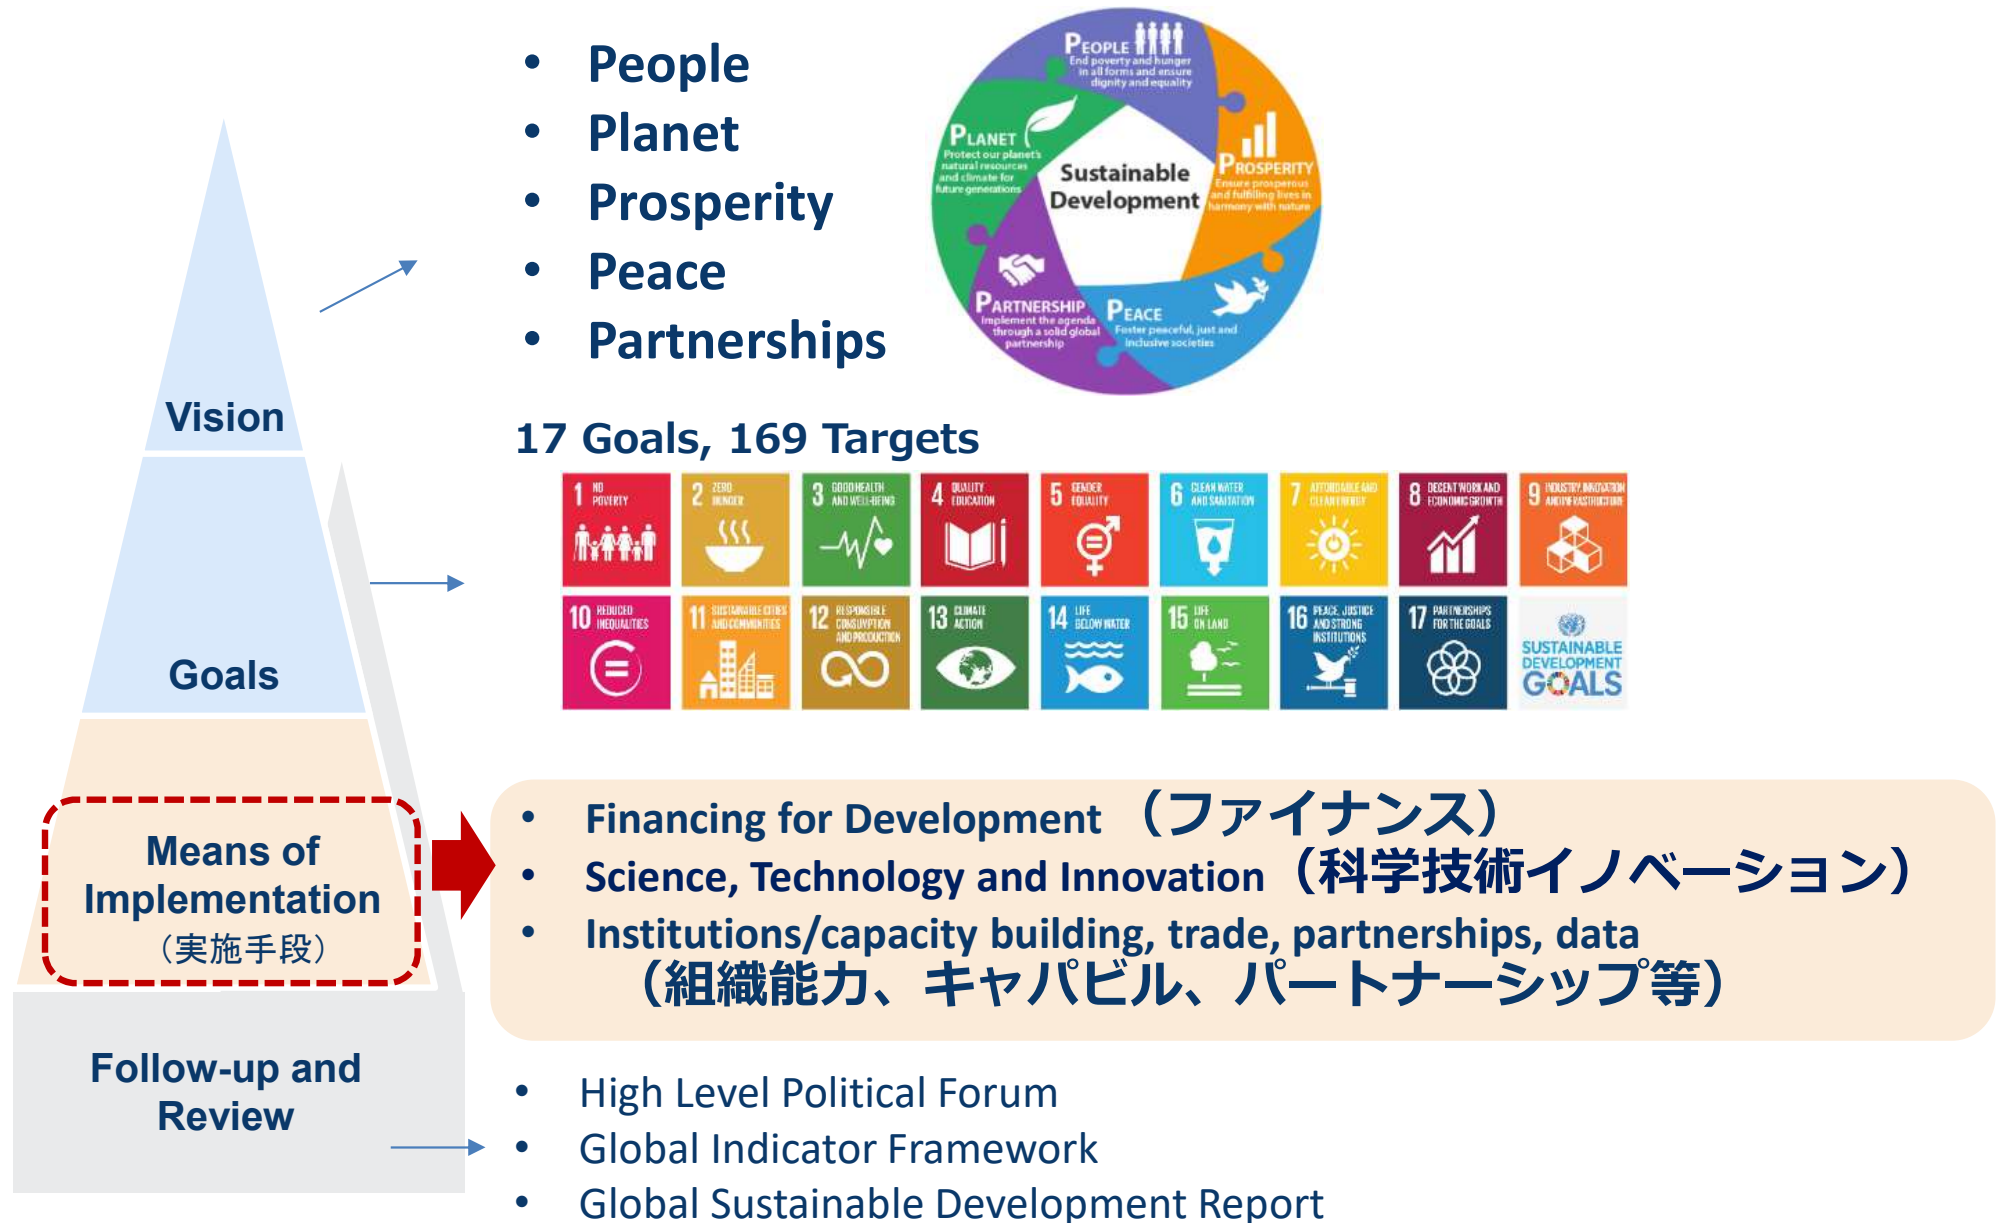 • People
• Planet
• Prosperity
• Peace
• Partnerships
PEOPLE
End poverty and hunger
in all forms and ensure
dignity and equality
PLANET
Protect our planet's
natural resources
and climate for
future generations
PROSPERITY
Ensure prosperous
and fulfilling lives in
harmony with nature
Sustainable
Development
PARTNERSHIP
Implement the agenda
through a solid global
partnership
PEACE
Foster peaceful, just and
inclusive societies
Vision
17 Goals, 169 Targets
1 NO
POVERTY
2 ZERO
HUNGER
3 GOOD HEALTH
AND WELL-BEING
4 QUALITY
EDUCATION
5 GENDER
EQUALITY
6 CLEAN WATER
AND SANITATION
7 AFFORDABLE AND
CLEAN ENERGY
8 DECENT WORK AND
ECONOMIC GROWTH
9 INDUSTRY, INNOVATION
AND INFRASTRUCTURE
10 REDUCED
INEQUALITIES
11 SUSTAINABLE CITIES
AND COMMUNITIES
12 RESPONSIBLE
CONSUMPTION
AND PRODUCTION
13 CLIMATE
ACTION
14 LIFE
BELOW WATER
15 LIFE
ON LAND
16 PEACE, JUSTICE
AND STRONG
INSTITUTIONS
17 PARTNERSHIPS
FOR THE GOALS
SUSTAINABLE
DEVELOPMENT
GOALS
Goals
Means of
Implementation
（実施手段）
• Financing for Development （ファイナンス）
• Science, Technology and Innovation（科学技術イノベーション）
• Institutions/capacity building, trade, partnerships, data
（組織能力、キャパビル、パートナーシップ等）
Follow-up and
Review
• High Level Political Forum
• Global Indicator Framework
• Global Sustainable Development Report